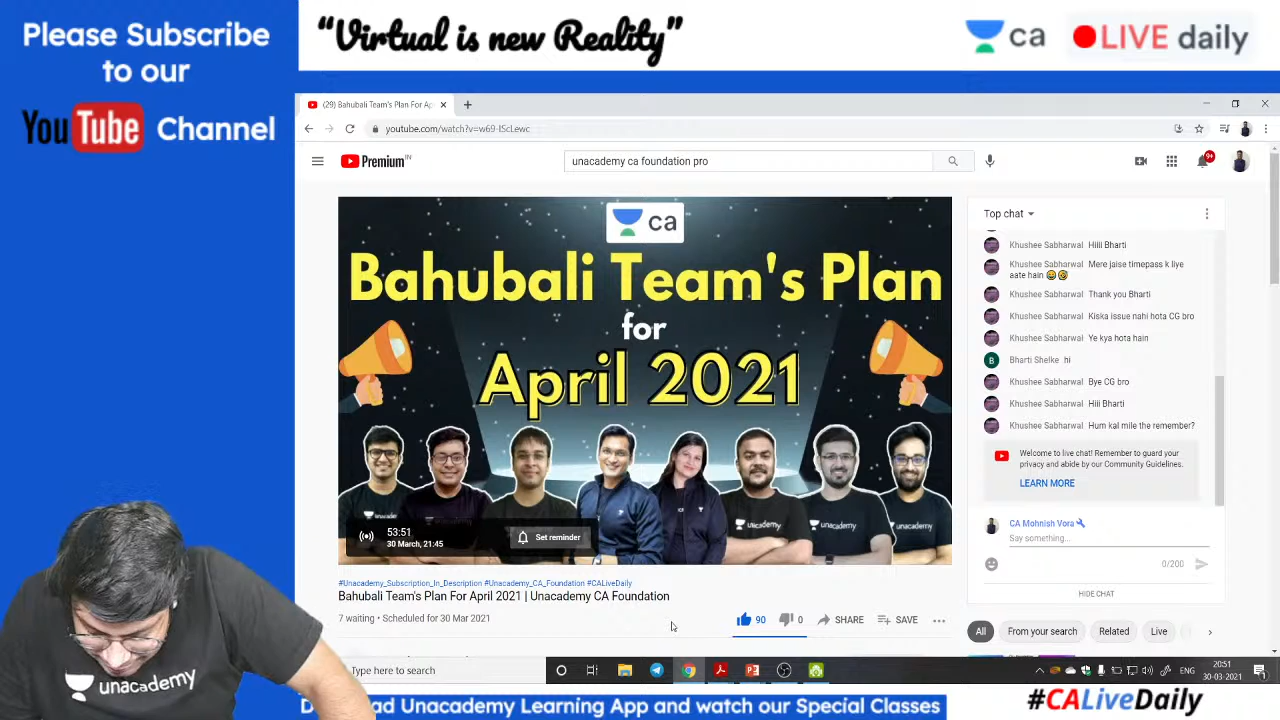 Please Subscribe
to our
YouTube Channel
“Virtual is new Reality”
ca
LIVE daily
(29) Bahubali Team's Plan For Ap
youtube.com/watch?v=w69-IScLewc
Premium IN
unacademy ca foundation pro
9+
ca
Bahubali Team's Plan
for
April 2021
unacademy
unacademy
unacademy
53:51
30 March, 21:45
Set reminder
#Unacademy_Subscription_In_Description #Unacademy_CA_Foundation #CALiveDaily
Bahubali Team's Plan For April 2021 | Unacademy CA Foundation
7 waiting • Scheduled for 30 Mar 2021
90
0
SHARE
SAVE
Top chat
Khushee Sabharwal Hiii Bharti
Khushee Sabharwal Mere jaise timepass k liye
aate hain 😄🤣
Khushee Sabharwal Thank you Bharti
Khushee Sabharwal Kiska issue nahi hota CG bro
Khushee Sabharwal Ye kya hota hain
B Bharti Shelke hi
Khushee Sabharwal Bye CG bro
Khushee Sabharwal Hiii Bharti
Khushee Sabharwal Hum kal mile the remember?
Welcome to live chat! Remember to guard your
privacy and abide by our Community Guidelines.
LEARN MORE
CA Mohnish Vora
Say something...
0/200
HIDE CHAT
All
From your search
Related
Live
Type here to search
ENG
20:51
30-03-2021
unacademy
ad Unacademy Learning App and watch our Special Classes
#CALiveDaily